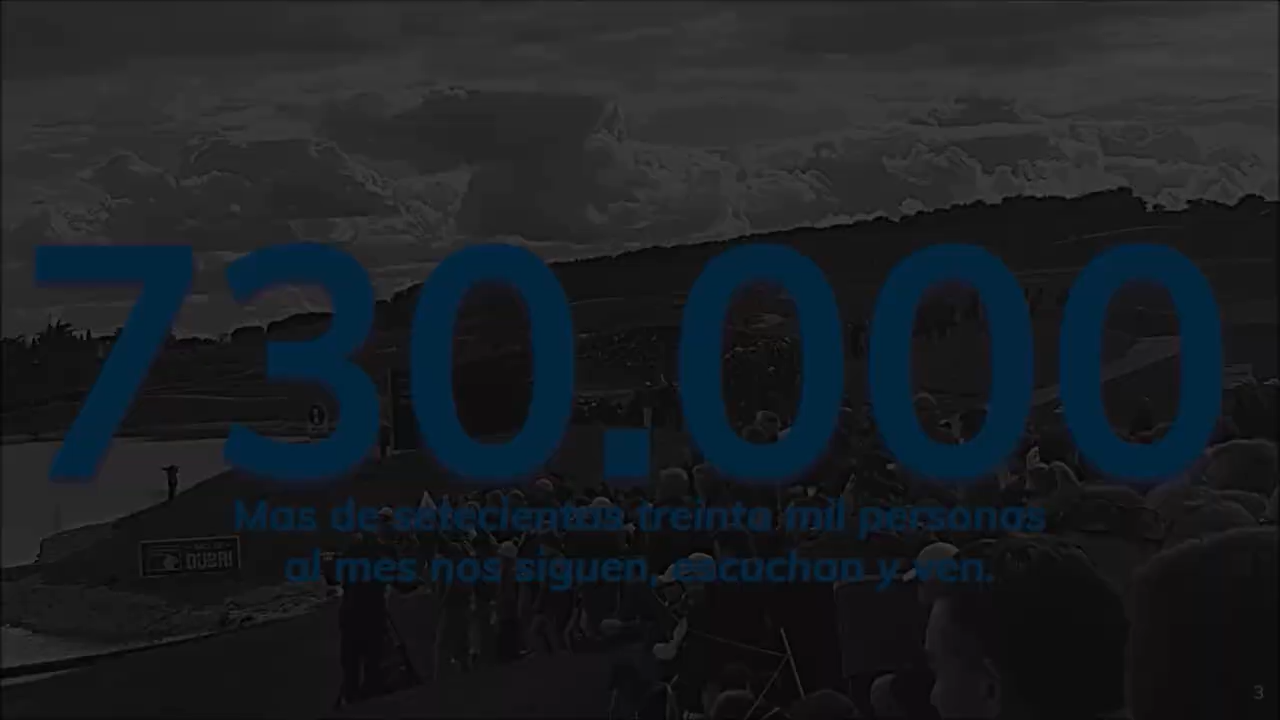 730.000
Mas de setecientas treinta mil personas
al mes nos siguen, escuchan y ven.
DUBAI
3